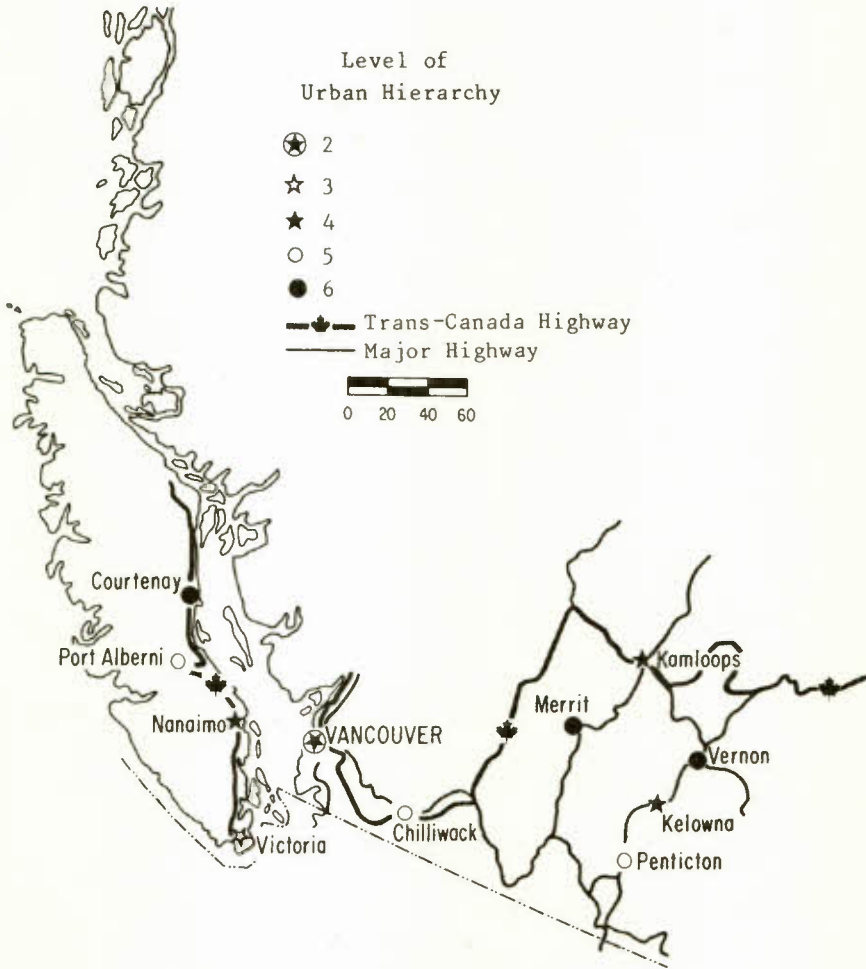 Level of
Urban Hierarchy
2
3
4
5
6
Trans-Canada Highway
Major Highway
0 20 40 60
Courtenay
Port Alberni
Kamloops
Merrit
Nanaimo
VANCOUVER
Vernon
Kelowna
Chilliwack
Victoria
Penticton